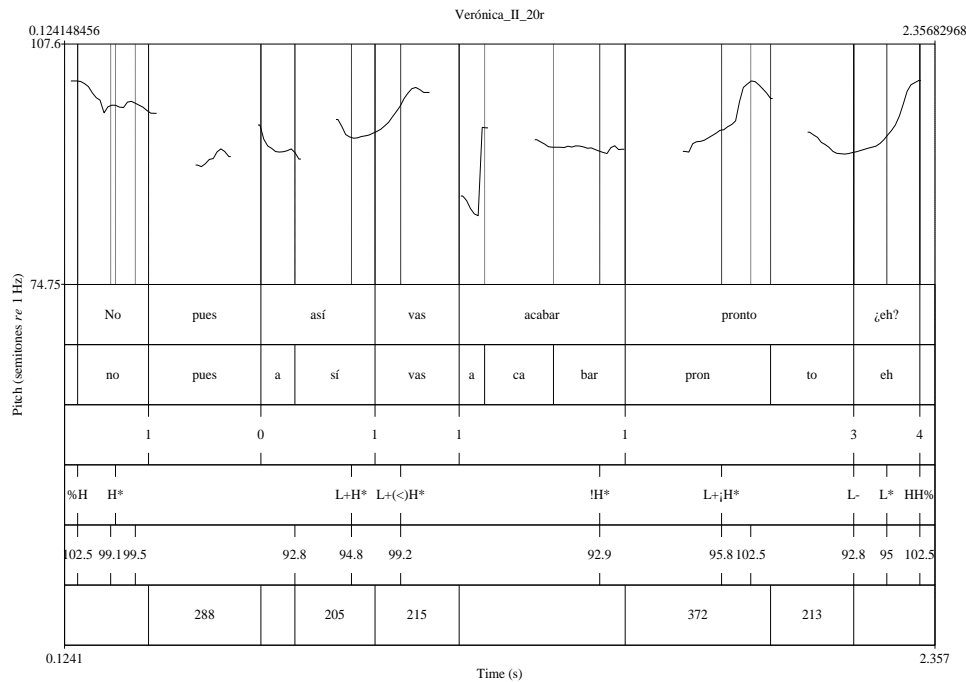 Verónica_II_20r
0.124148456 2.35682968
107.6
74.75
Pitch (semitones re 1 Hz)
No pues así vas acabar pronto ¿eh?
no pues a sí vas a ca bar pron to eh
1 0 1 1 1 3 4
%H H* L+H* L+(<)H* !H* L+¡H* L- L* HH%
102.5 99.1 99.5 92.8 94.8 99.2 92.9 95.8 102.5 92.8 95 102.5
288 205 215 372 213
0.1241 2.357
Time (s)